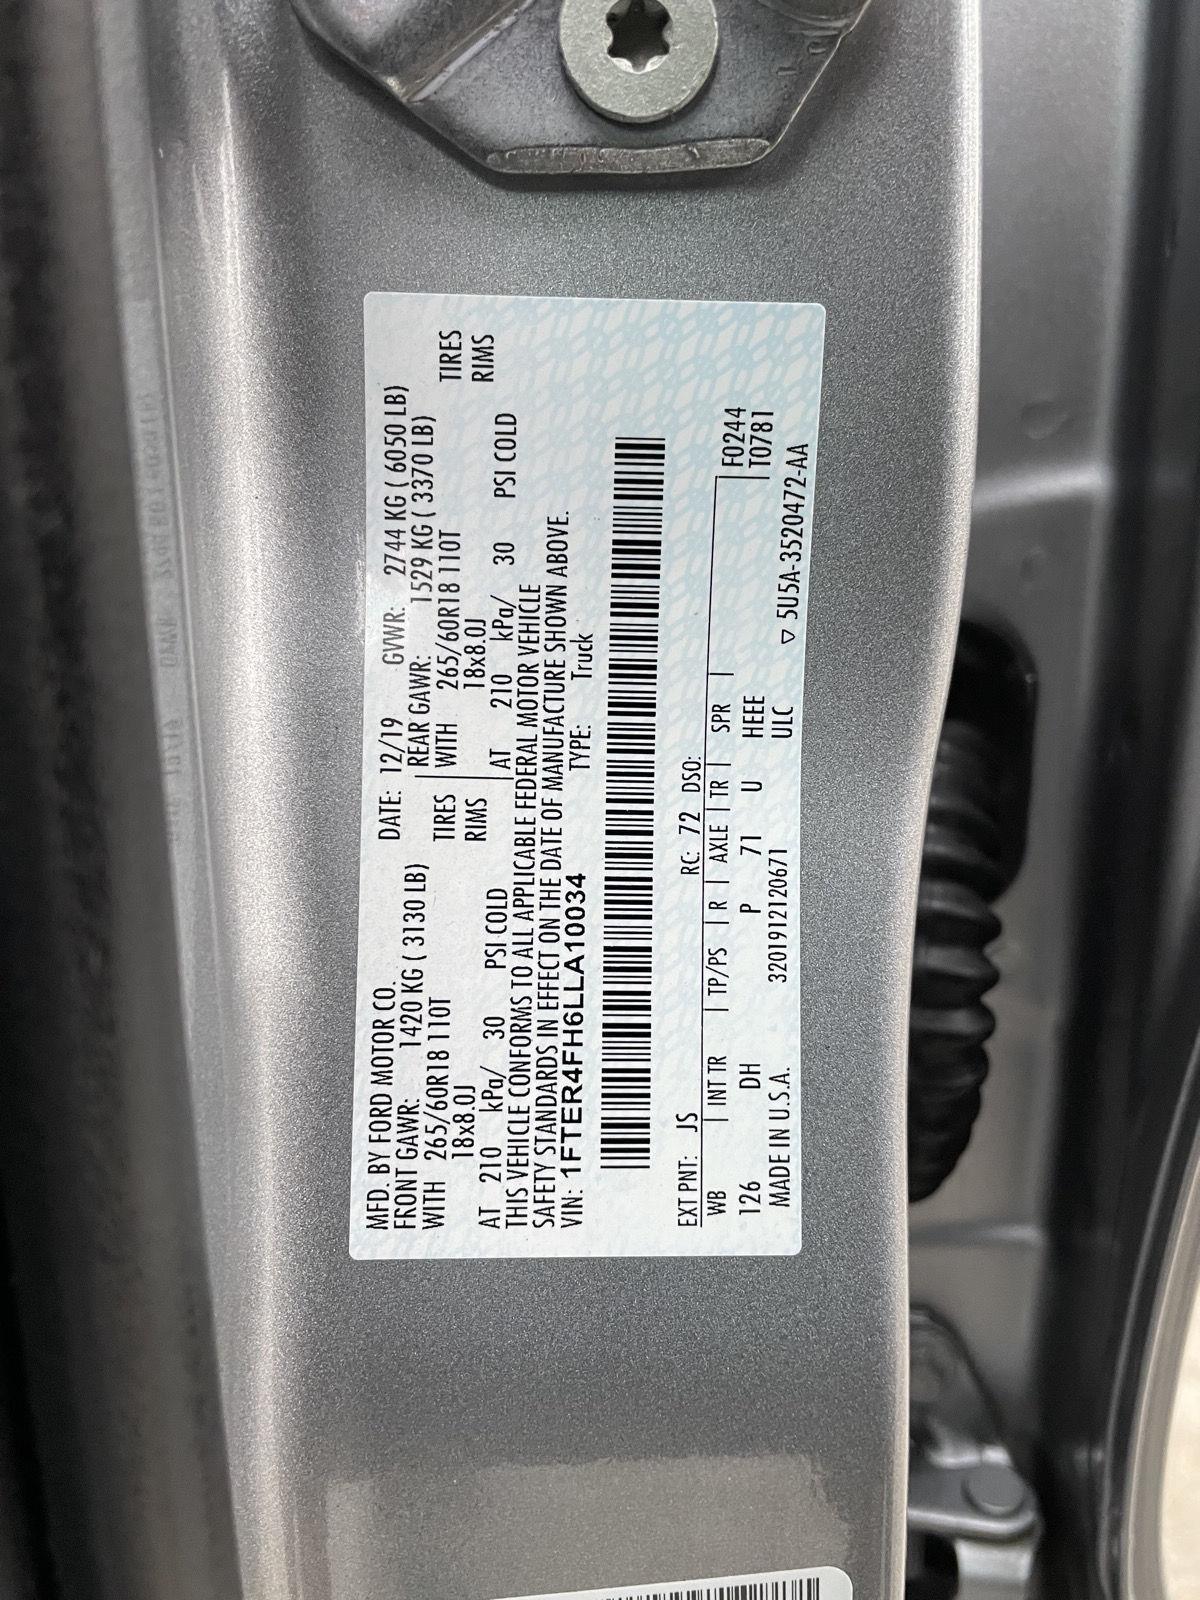 MFD. BY FORD MOTOR CO. DATE: 12/19 GVWR: 2744 KG ( 6050 LB)
FRONT GAWR: 1420 KG ( 3130 LB) REAR GAWR: 1529 KG ( 3370 LB)
WITH 265/60R18 110T TIRES WITH 265/60R18 110T TIRES
18x8.0J RIMS 18x8.0J RIMS
AT 210 kPa/ 30 PSI COLD AT 210 kPa/ 30 PSI COLD
THIS VEHICLE CONFORMS TO ALL APPLICABLE FEDERAL MOTOR VEHICLE
SAFETY STANDARDS IN EFFECT ON THE DATE OF MANUFACTURE SHOWN ABOVE.
VIN: 1FTER4FH6LLA10034 TYPE: Truck
EXT PNT: JS RC: 72 DSO:
WB | INT TR | TP/PS | R | AXLE | TR | SPR | F0244
126 DH P 71 U HEEE T0781
MADE IN U.S.A. 3201912120671 ULC ▽ 5U5A-3520472-AA